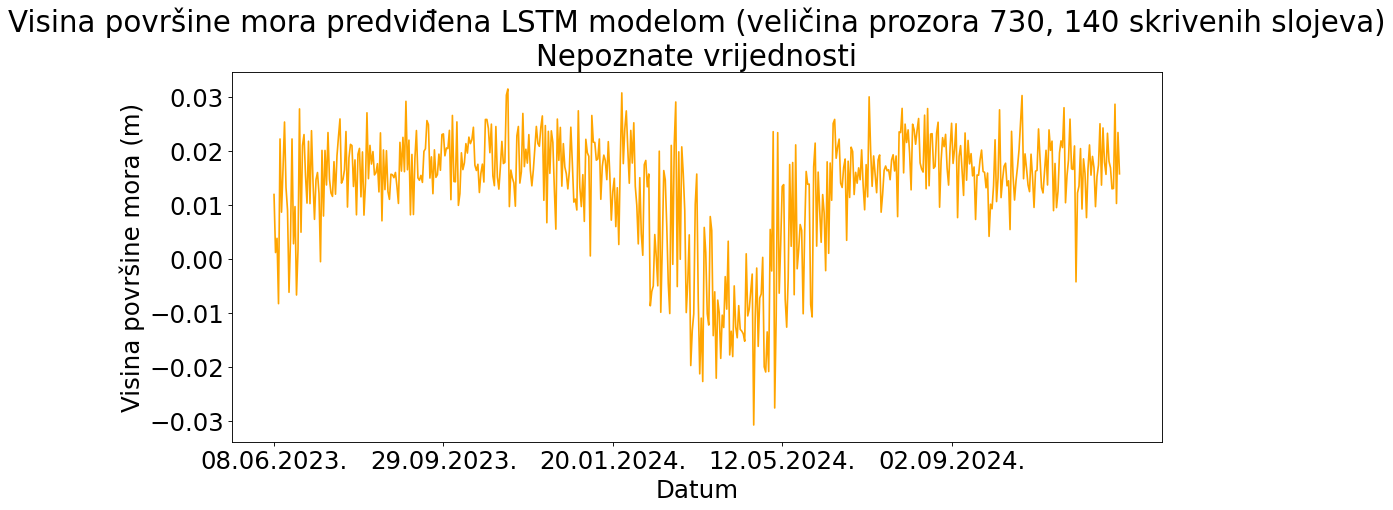 Visina površine mora predviđena LSTM modelom (veličina prozora 730, 140 skrivenih slojeva)
Nepoznate vrijednosti
Visina površine mora (m)
0.03
0.02
0.01
0.00
−0.01
−0.02
−0.03
08.06.2023. 29.09.2023. 20.01.2024. 12.05.2024. 02.09.2024.
Datum